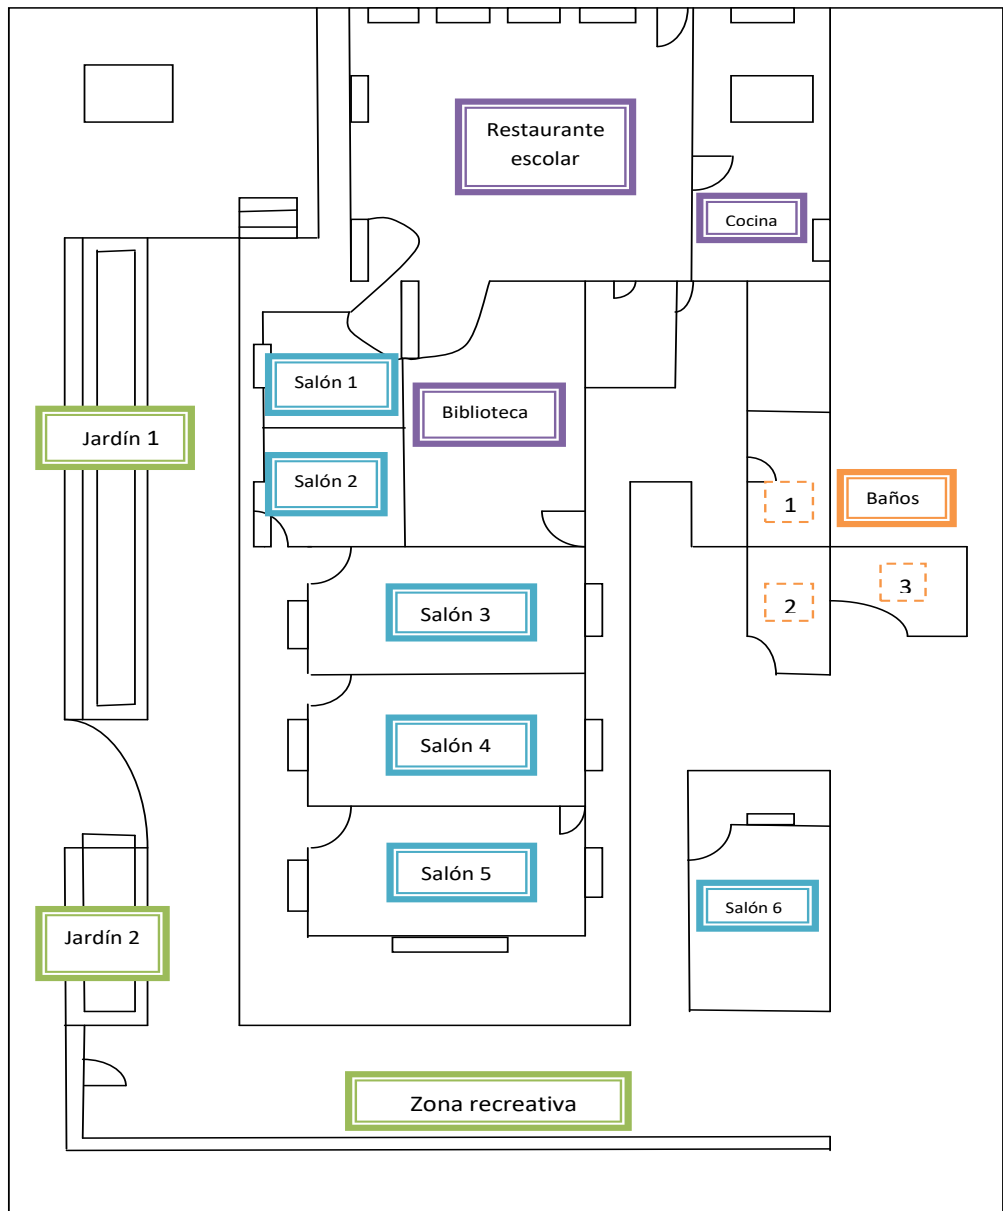 Restaurante
escolar
Cocina
Salón 1
Biblioteca
Jardín 1
Salón 2
1
Baños
3
2
Salón 3
Salón 4
Salón 5
Salón 6
Jardín 2
Zona recreativa